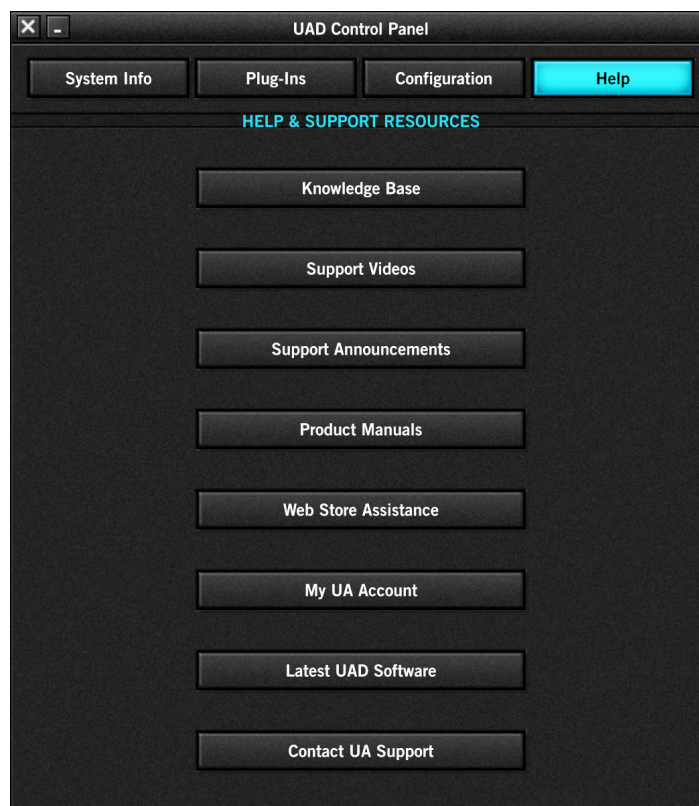 UAD Control Panel
System Info Plug-Ins Configuration Help
HELP & SUPPORT RESOURCES
Knowledge Base
Support Videos
Support Announcements
Product Manuals
Web Store Assistance
My UA Account
Latest UAD Software
Contact UA Support